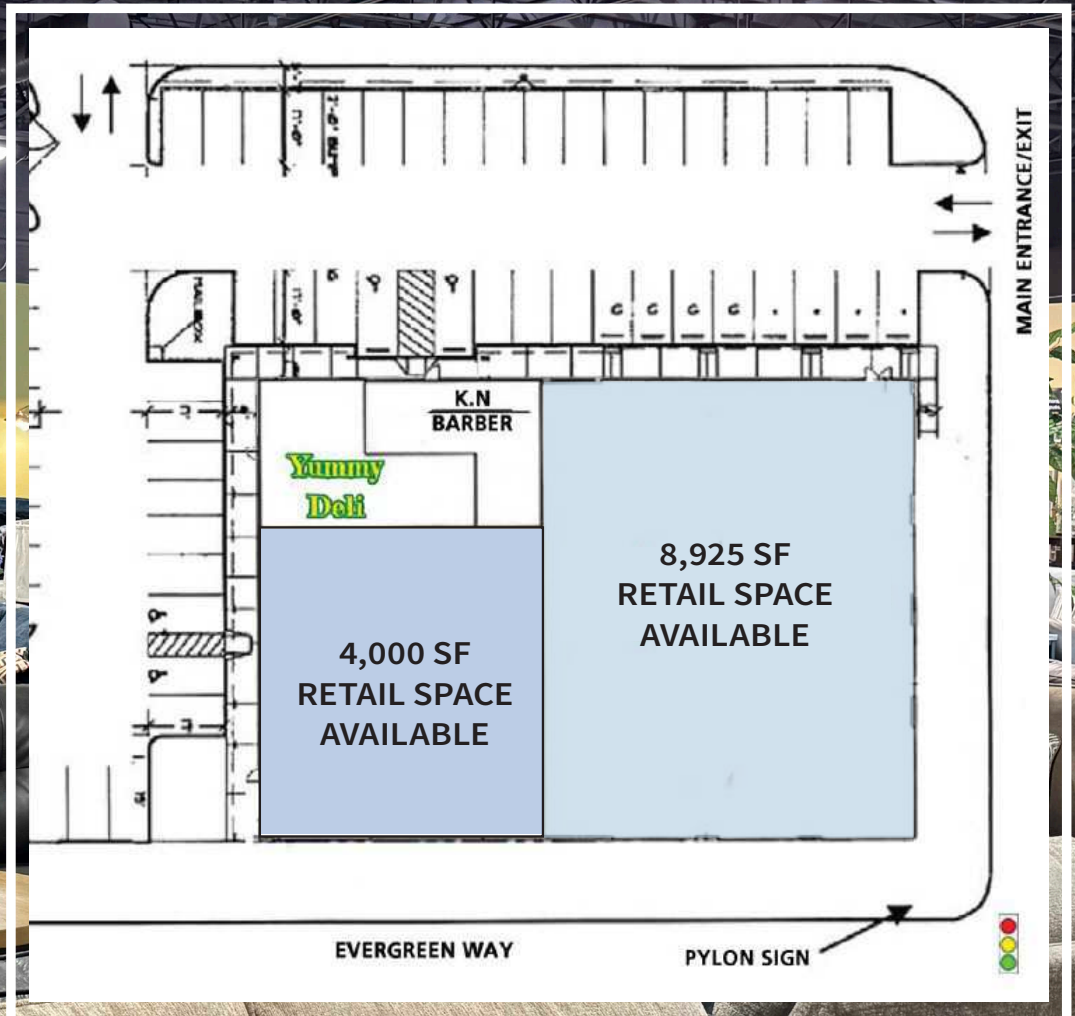 MAIN ENTRANCE/EXIT
K.N
BARBER
Yummy
Deli
8,925 SF
RETAIL SPACE
AVAILABLE
4,000 SF
RETAIL SPACE
AVAILABLE
EVERGREEN WAY
PYLON SIGN